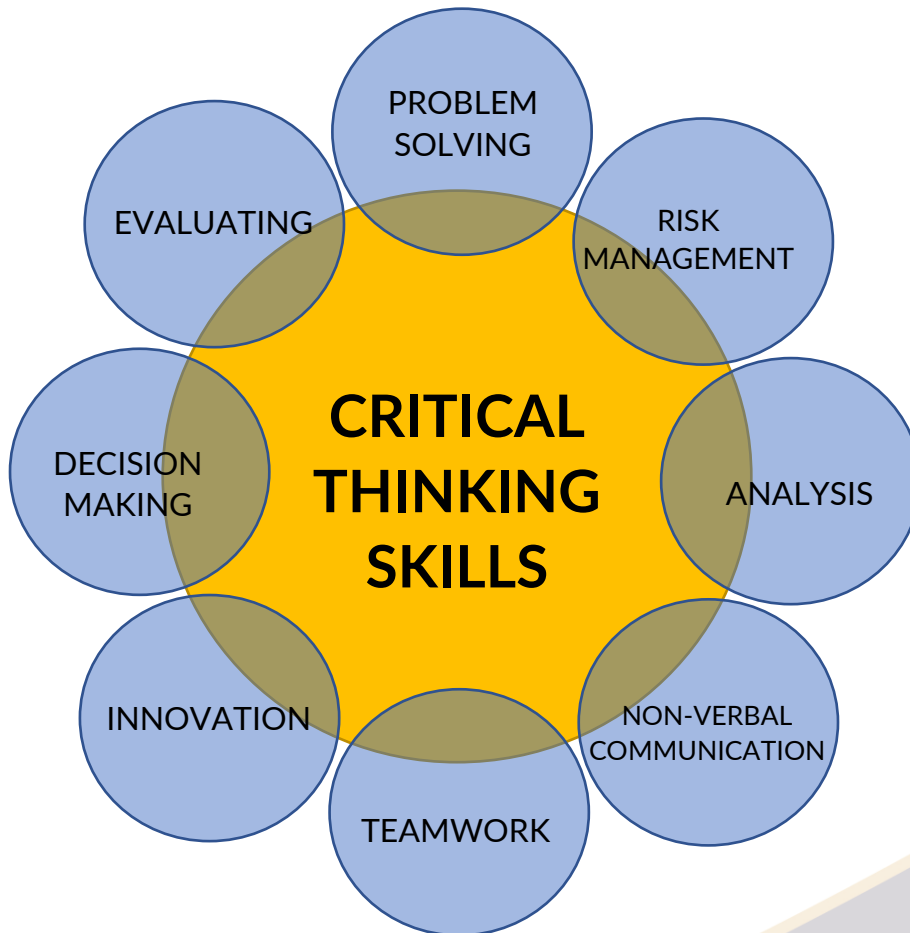 PROBLEM
SOLVING
EVALUATING
RISK
MANAGEMENT
CRITICAL
THINKING
SKILLS
DECISION
MAKING
ANALYSIS
INNOVATION
NON-VERBAL
COMMUNICATION
TEAMWORK